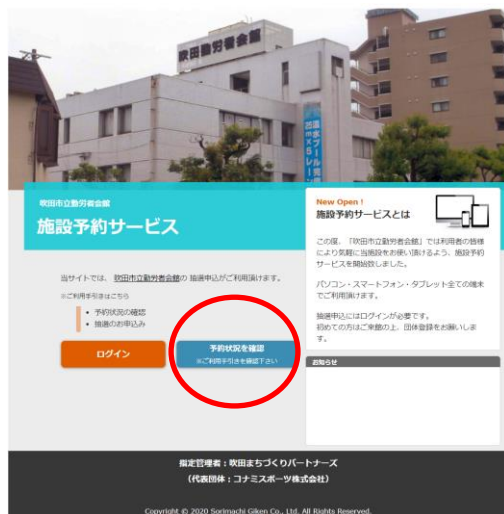 吹田勤労者会館
温水プール完備
25m×5レーン
吹田市立勤労者会館
施設予約サービス
当サイトでは、吹田市立勤労者会館の 抽選申込がご利用頂けます。
※ご利用手引きはこちら
• 予約状況の確認
• 抽選のお申込み
ログイン
予約状況を確認
※ご利用手引きを確認下さい
New Open !
施設予約サービスとは
この度、「吹田市立勤労者会館」では利用者の皆様
により気軽に当施設をお使い頂けるよう、施設予約
サービスを開始致しました。
パソコン・スマートフォン・タブレット全ての端末
でご利用頂けます。
抽選申込にはログインが必要です。
初めての方はご来館の上、団体登録をお願いしま
す。
お知らせ
指定管理者：吹田まちづくりパートナーズ
（代表団体：コナミスポーツ株式会社）
Copyright © 2020 Sorimachi Giken Co., Ltd. All Rights Reserved.